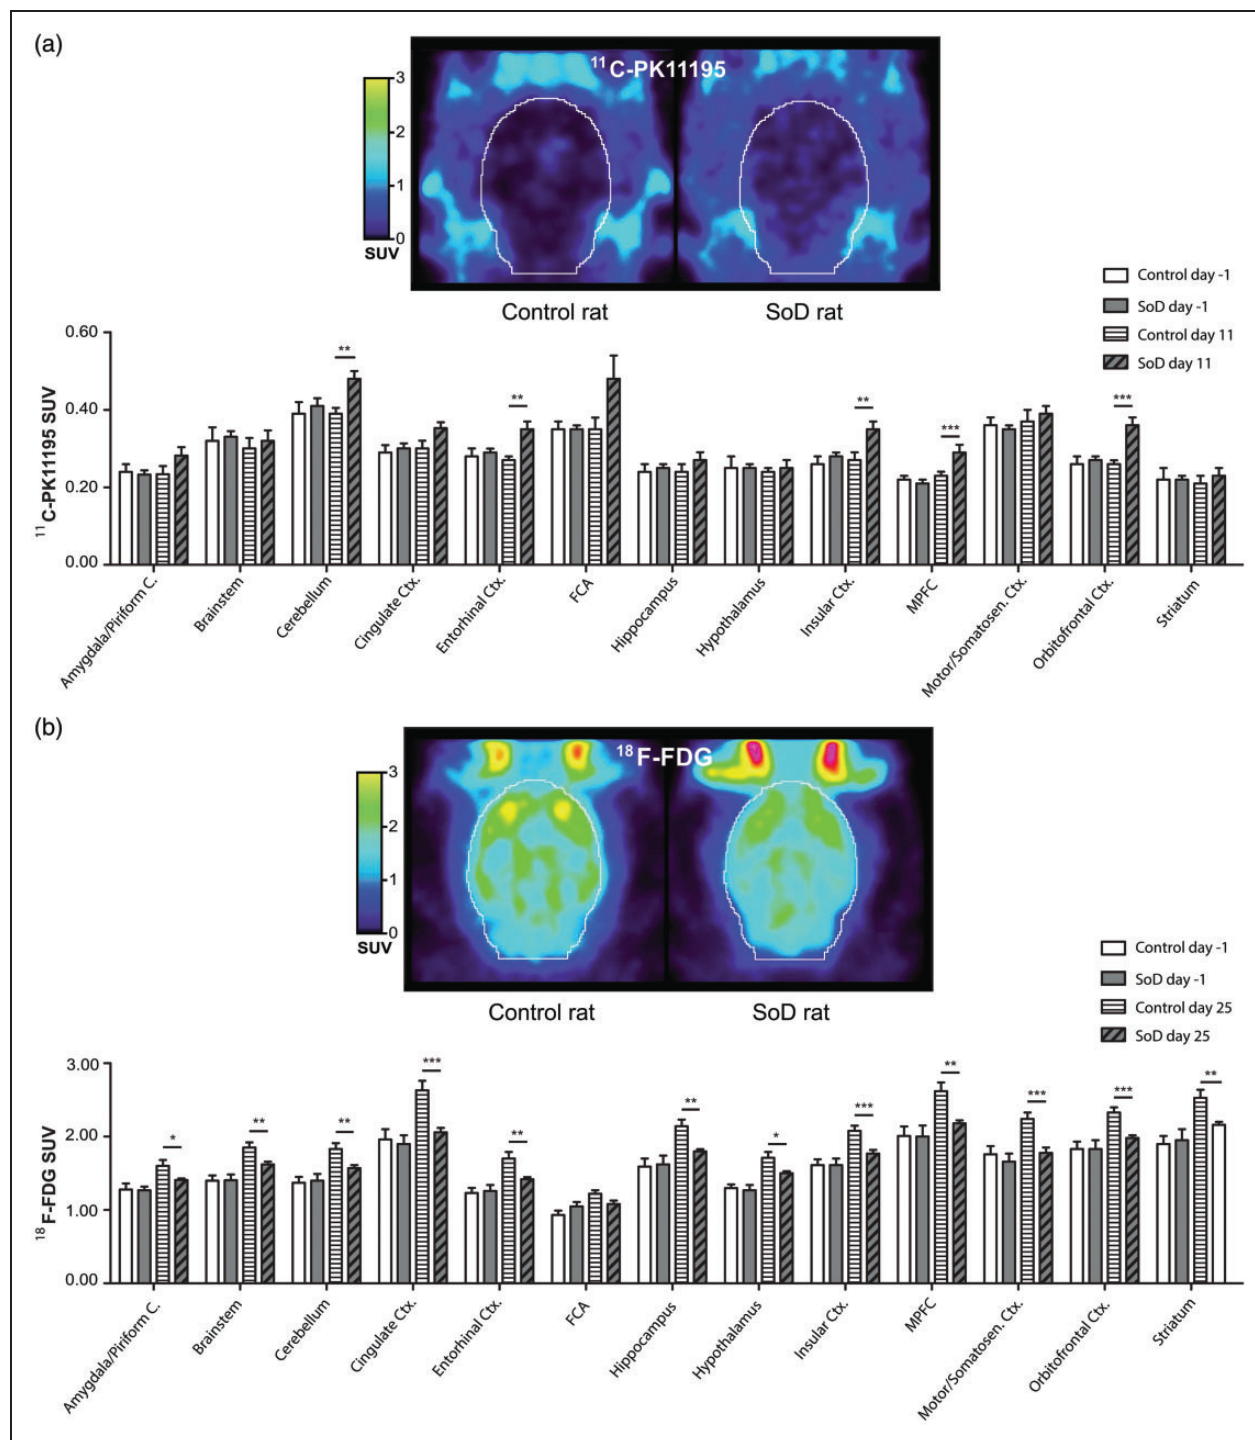 (a)
11C-PK11195
3
2
1
0
SUV
Control rat
SoD rat
Control day -1
SoD day -1
Control day 11
SoD day 11
11C-PK11195 SUV
0.60
0.40
0.20
0.00
**
**
**
***
***
Amygdala/Piriform C.
Brainstem
Cerebellum
Cingulate Ctx.
Entorhinal Ctx.
FCA
Hippocampus
Hypothalamus
Insular Ctx.
MPFC
Motor/Somatosen. Ctx.
Orbitofrontal Ctx.
Striatum
(b)
18F-FDG
3
2
1
0
SUV
Control rat
SoD rat
Control day -1
SoD day -1
Control day 25
SoD day 25
18F-FDG SUV
3.00
2.00
1.00
0.00
*
**
**
***
**
**
*
***
**
***
***
**
Amygdala/Piriform C.
Brainstem
Cerebellum
Cingulate Ctx.
Entorhinal Ctx.
FCA
Hippocampus
Hypothalamus
Insular Ctx.
MPFC
Motor/Somatosen. Ctx.
Orbitofrontal Ctx.
Striatum